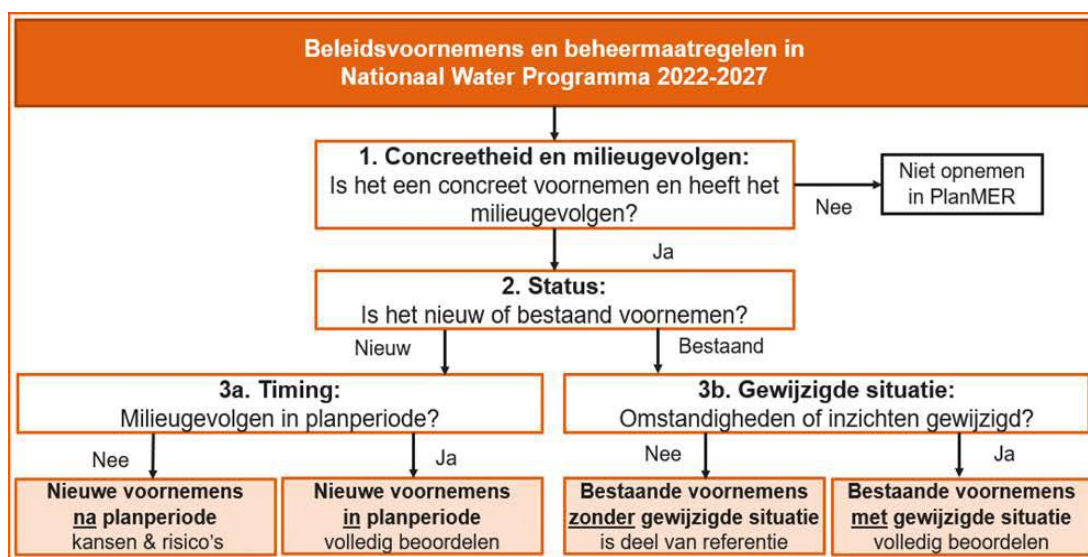 Beleidsvoornemens en beheermaatregelen in
Nationaal Water Programma 2022-2027
1. Concreetheid en milieugevolgen:
Is het een concreet voornemen en heeft het
milieugevolgen?
Nee
Niet opnemen
in PlanMER
Ja
2. Status:
Is het nieuw of bestaand voornemen?
Nieuw
Bestaand
3a. Timing:
Milieugevolgen in planperiode?
3b. Gewijzigde situatie:
Omstandigheden of inzichten gewijzigd?
Nee
Ja
Nee
Ja
Nieuwe voornemens
na planperiode
kansen & risico's
Nieuwe voornemens
in planperiode
volledig beoordelen
Bestaande voornemens
zonder gewijzigde situatie
is deel van referentie
Bestaande voornemens
met gewijzigde situatie
volledig beoordelen